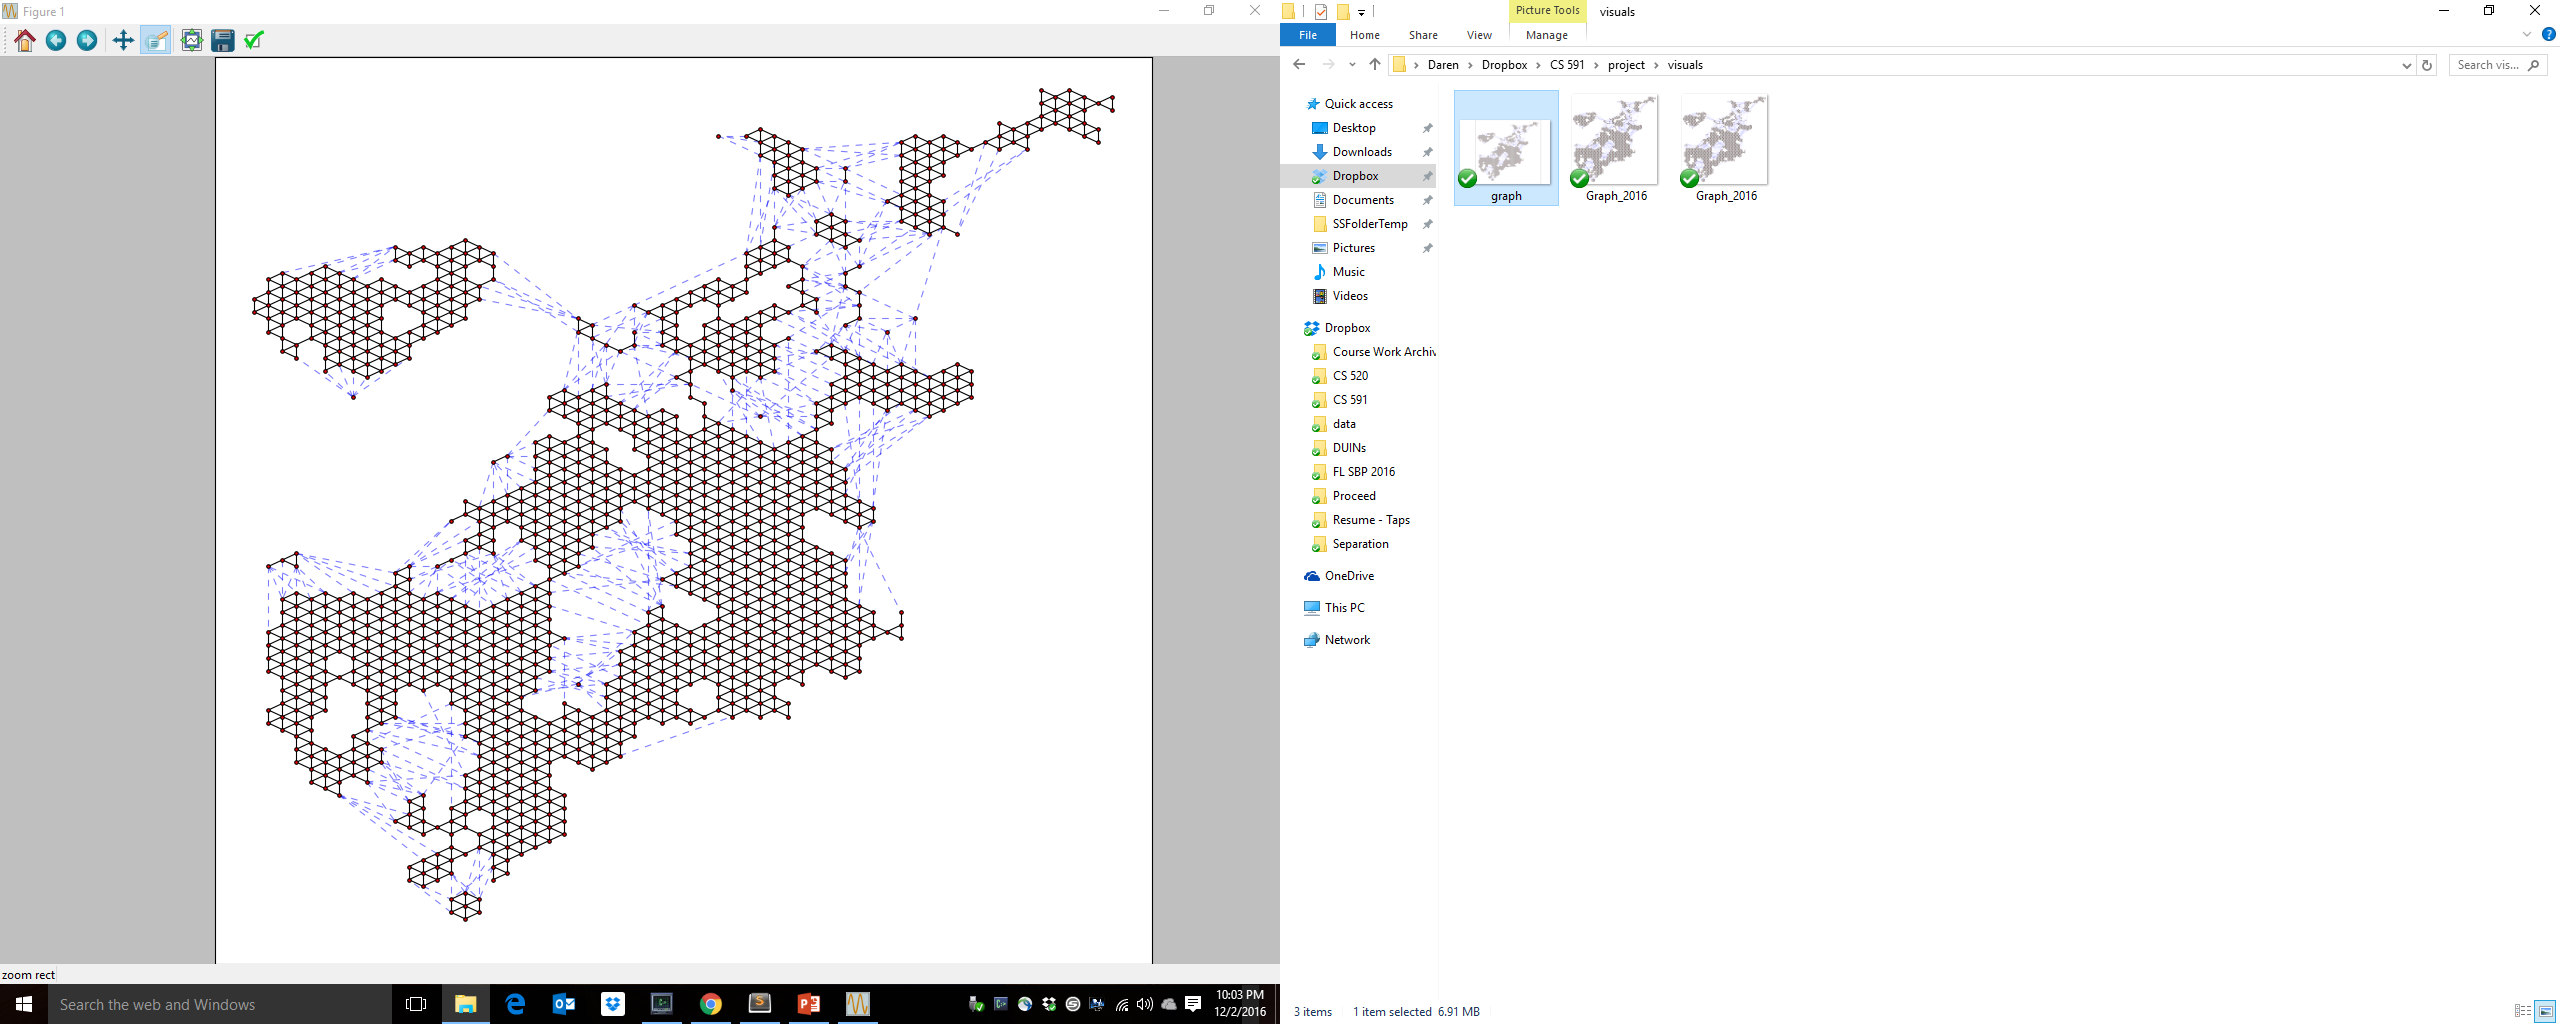 Figure 1
zoom rect
Picture Tools
visuals
File
Home
Share
View
Manage
Daren
Dropbox
CS 591
project
visuals
Search vis...
Quick access
Desktop
Downloads
Dropbox
Documents
SSFolderTemp
Pictures
Music
Videos
Dropbox
Course Work Archiv
CS 520
CS 591
data
DUINs
FL SBP 2016
Proceed
Resume - Taps
Separation
OneDrive
This PC
Network
graph
Graph_2016
Graph_2016
3 items
1 item selected 6.91 MB
Search the web and Windows
10:03 PM
12/2/2016